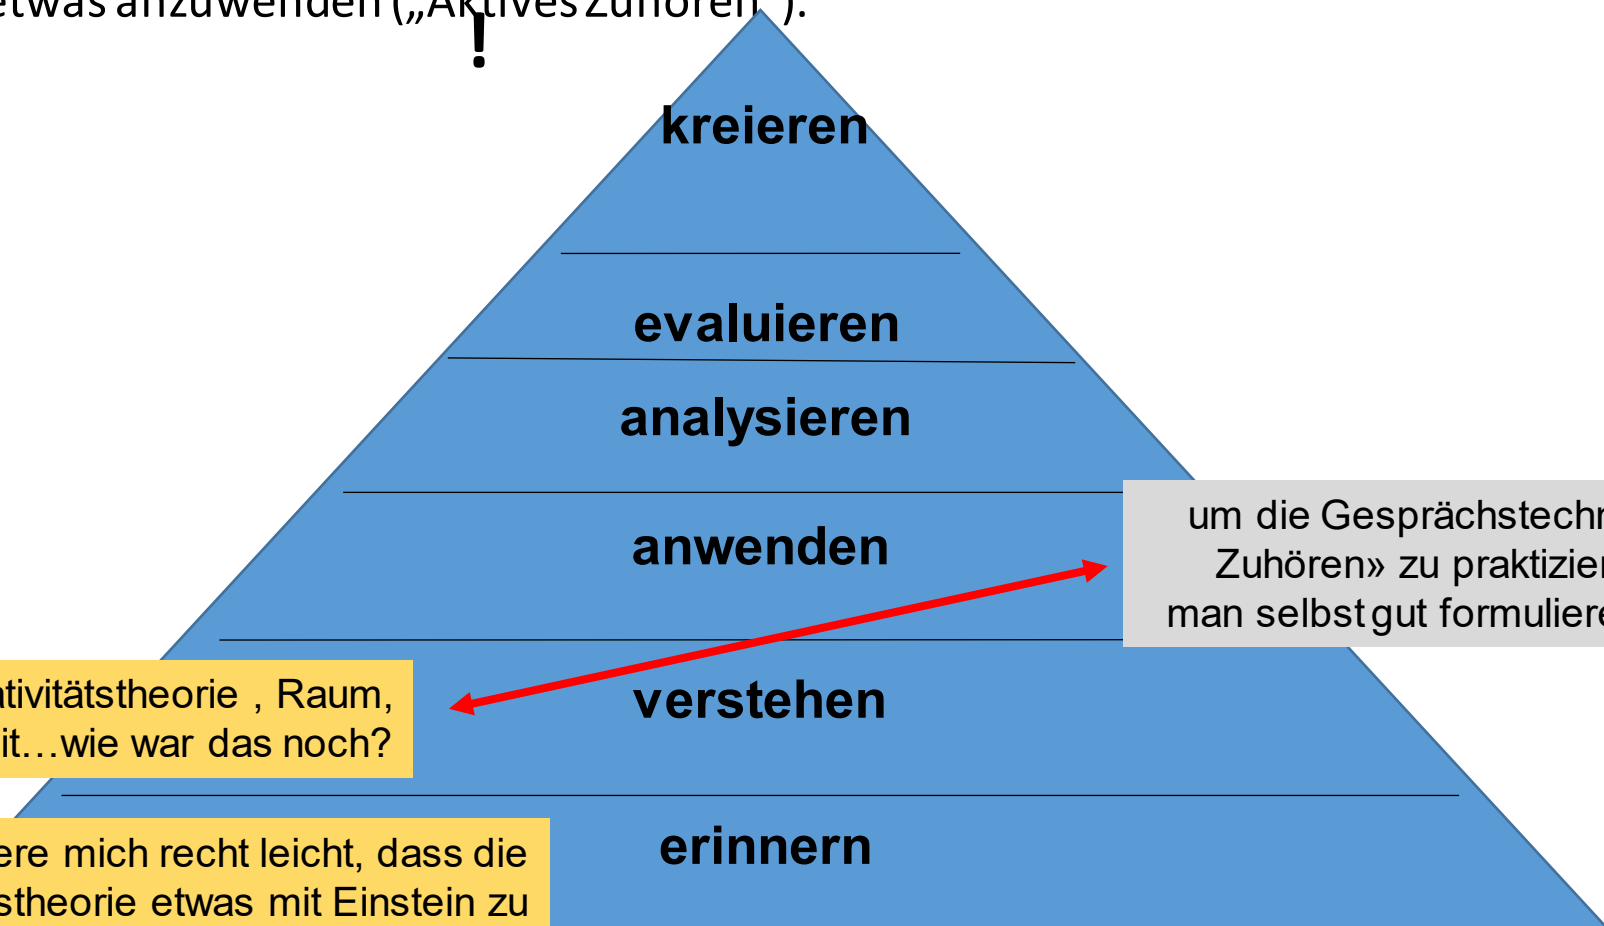 etwas anzuwenden („Aktives Zuhören“).
!
kreieren
evaluieren
analysieren
anwenden
um die Gesprächstechn
Zuhören» zu praktizier
man selbst gut formuliere
ativitätstheorie , Raum,
it…wie war das noch?
verstehen
ere mich recht leicht, dass die
stheorie etwas mit Einstein zu
erinnern